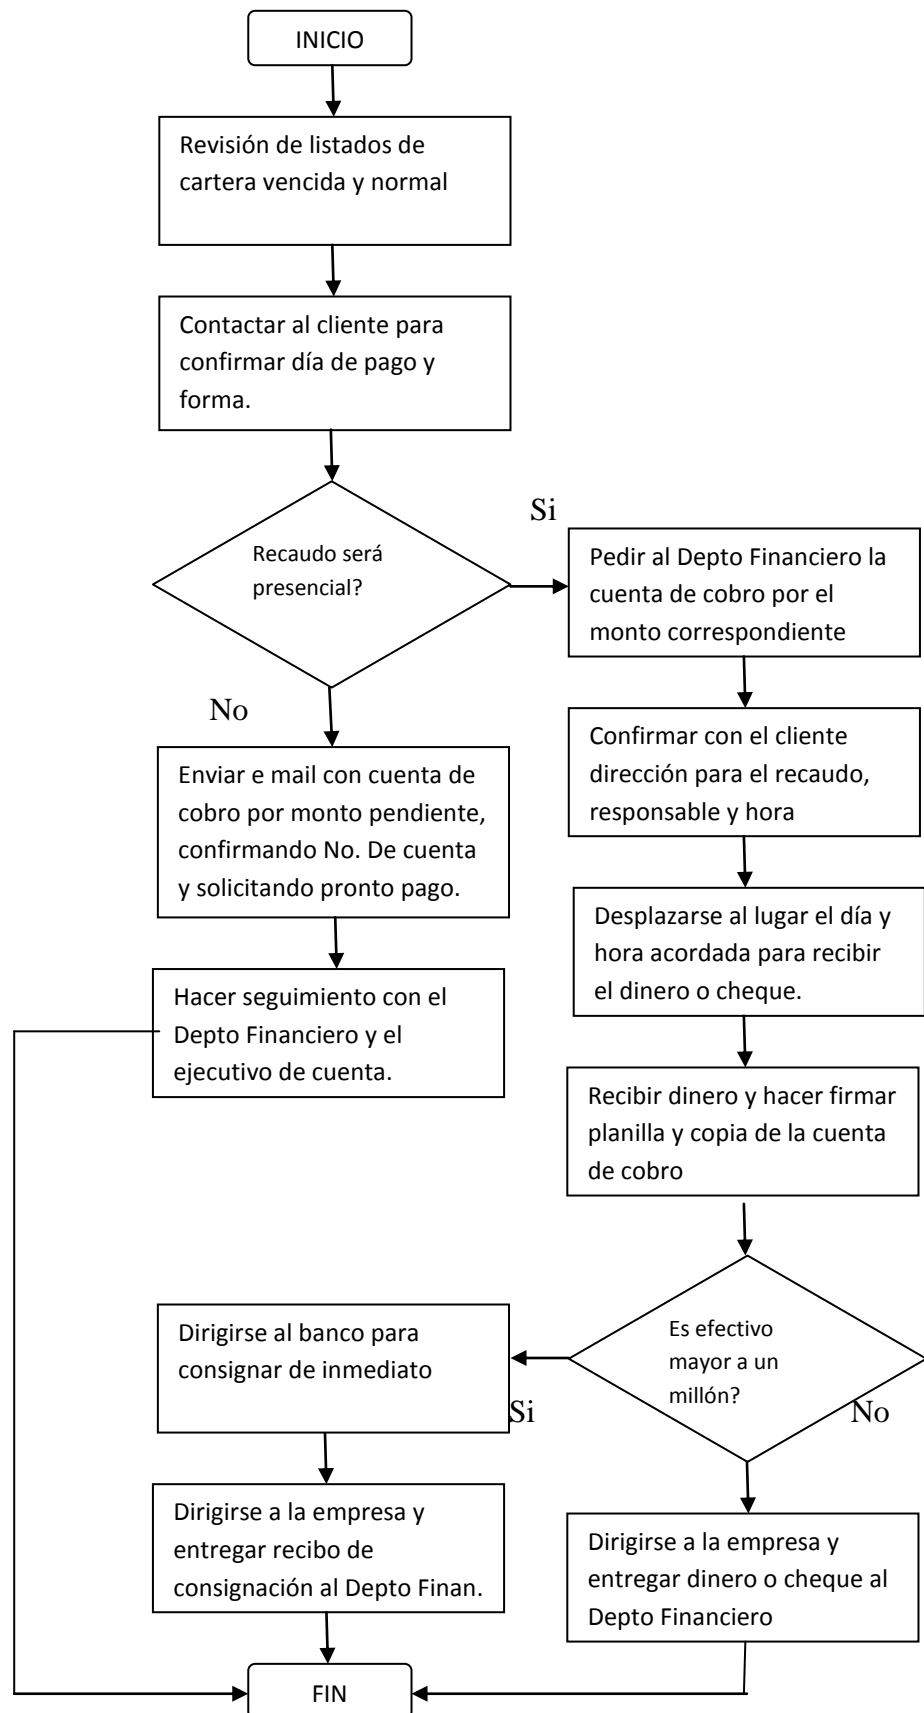 INICIO
Revisión de listados de
cartera vencida y normal
Contactar al cliente para
confirmar día de pago y
forma.
Recaudo será
presencial?
Si
Pedir al Depto Financiero la
cuenta de cobro por el
monto correspondiente
No
Confirmar con el cliente
dirección para el recaudo,
responsable y hora
Enviar e mail con cuenta de
cobro por monto pendiente,
confirmando No. De cuenta
y solicitando pronto pago.
Desplazarse al lugar el día y
hora acordada para recibir
el dinero o cheque.
Hacer seguimiento con el
Depto Financiero y el
ejecutivo de cuenta.
Recibir dinero y hacer firmar
planilla y copia de la cuenta
de cobro
Es efectivo
mayor a un
millón?
Dirigirse al banco para
consignar de inmediato
Si
No
Dirigirse a la empresa y
entregar recibo de
consignación al Depto Finan.
Dirigirse a la empresa y
entregar dinero o cheque al
Depto Financiero
FIN